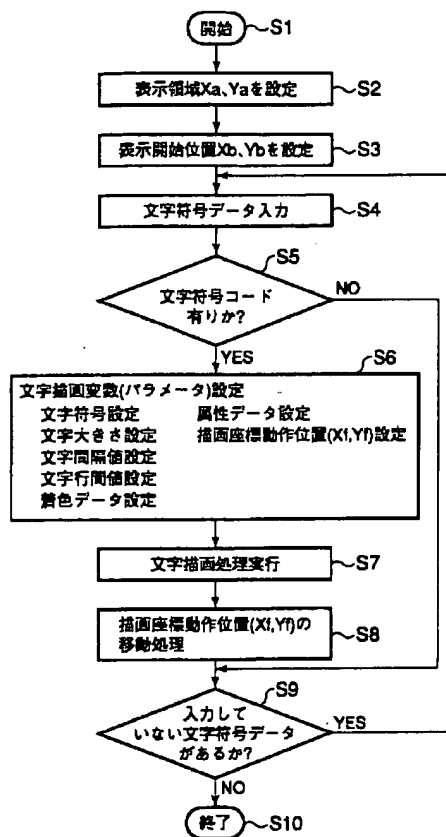 開始
S1
表示領域Xa、Yaを設定
S2
表示開始位置Xb、Ybを設定
S3
文字符号データ入力
S4
S5
文字符号コード
有りか?
NO
YES
S6
文字描画変数(パラメータ)設定
文字符号設定 属性データ設定
文字大きさ設定 描画座標動作位置(Xf,Yf)設定
文字間隔値設定
文字行間値設定
着色データ設定
文字描画処理実行
S7
描画座標動作位置(Xf,Yf)の
移動処理
S8
S9
入力して
いない文字符号データ
があるか?
YES
NO
終了
S10